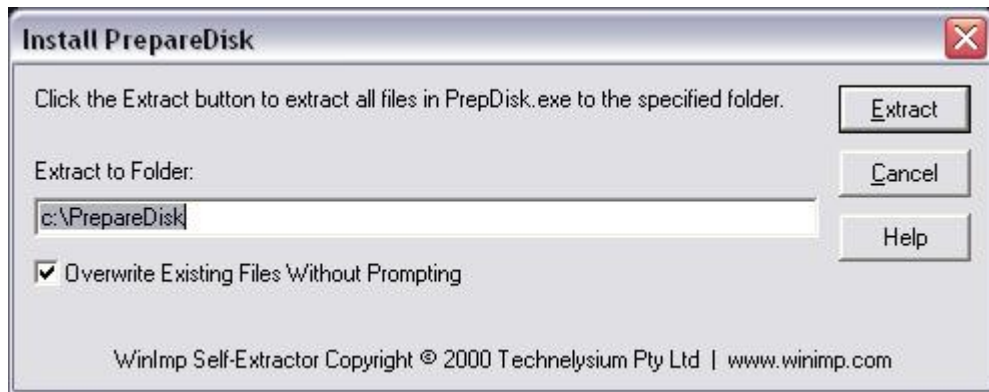 Install PrepareDisk
Click the Extract button to extract all files in PrepDisk.exe to the specified folder.
Extract
Extract to Folder:
Cancel
c:\PrepareDisk
Help
Overwrite Existing Files Without Prompting
WinImp Self-Extractor Copyright © 2000 Technelysium Pty Ltd | www.winimp.com